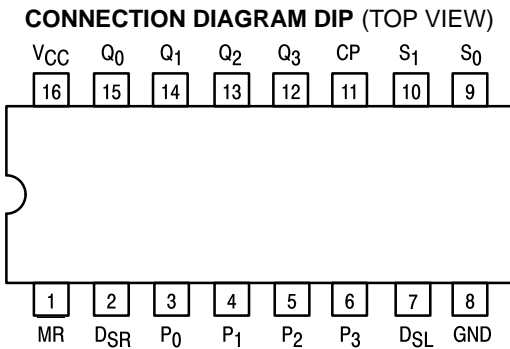 CONNECTION DIAGRAM DIP (TOP VIEW)
VCC Q0 Q1 Q2 Q3 CP S1 S0
16 15 14 13 12 11 10 9
1 2 3 4 5 6 7 8
MR DSR P0 P1 P2 P3 DSL GND